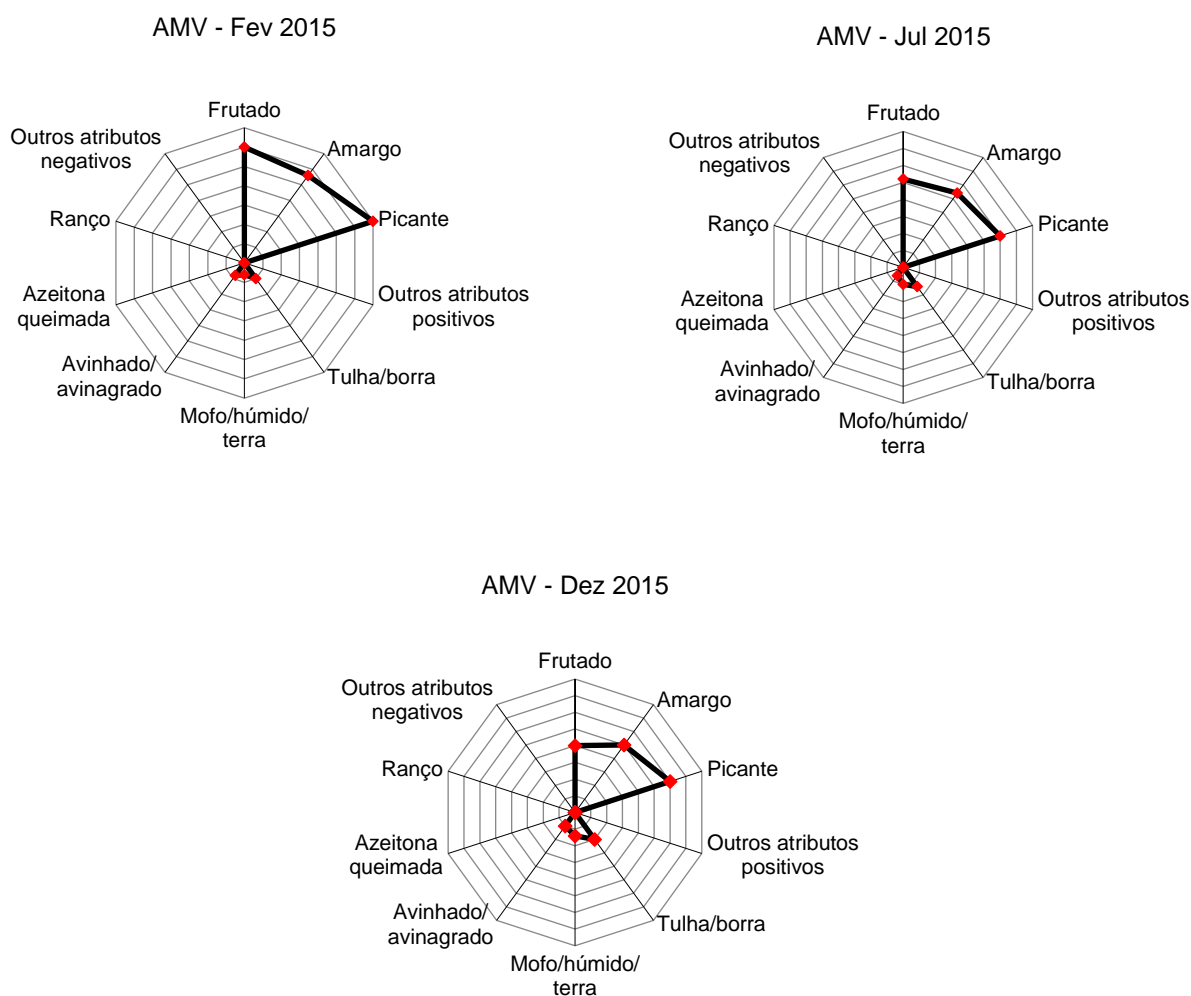 AMV - Fev 2015
Frutado
Outros atributos
negativos
Amargo
Ranço
Picante
Azeitona
queimada
Outros atributos
positivos
Avinhado/
avinagrado
Tulha/borra
Mofo/húmido/
terra
AMV - Jul 2015
Frutado
Outros atributos
negativos
Amargo
Ranço
Picante
Azeitona
queimada
Outros atributos
positivos
Avinhado/
avinagrado
Tulha/borra
Mofo/húmido/
terra
AMV - Dez 2015
Frutado
Outros atributos
negativos
Amargo
Ranço
Picante
Azeitona
queimada
Outros atributos
positivos
Avinhado/
avinagrado
Tulha/borra
Mofo/húmido/
terra